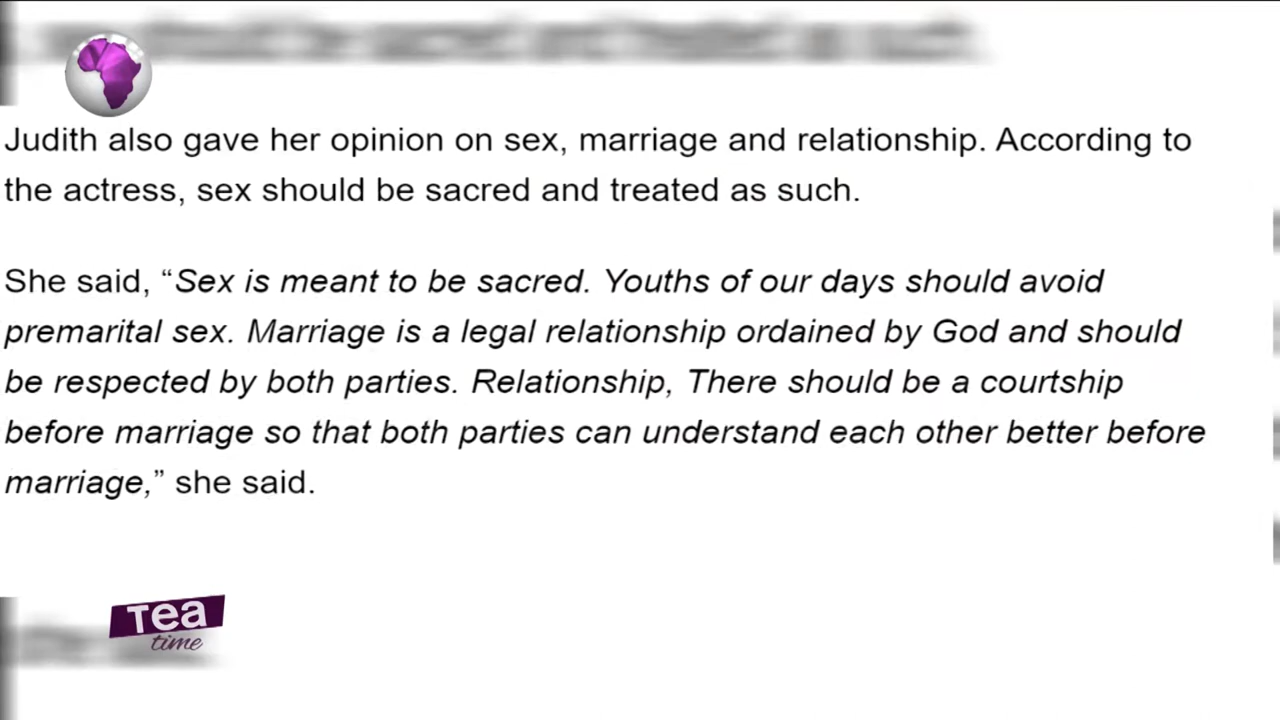 Judith also gave her opinion on sex, marriage and relationship. According to
the actress, sex should be sacred and treated as such.
She said, “Sex is meant to be sacred. Youths of our days should avoid
premarital sex. Marriage is a legal relationship ordained by God and should
be respected by both parties. Relationship, There should be a courtship
before marriage so that both parties can understand each other better before
marriage,” she said.
Tea
time